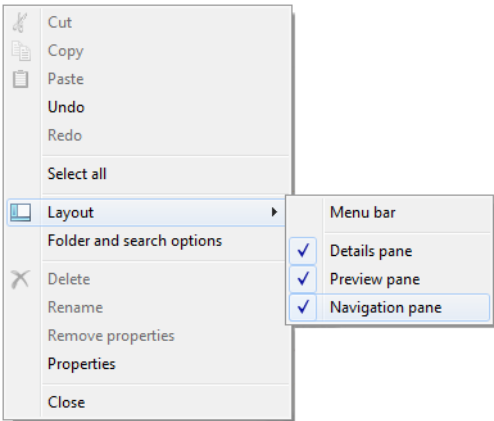 Cut
Copy
Paste
Undo
Redo
Select all
Layout
Folder and search options
Delete
Rename
Remove properties
Properties
Close
Menu bar
Details pane
Preview pane
Navigation pane